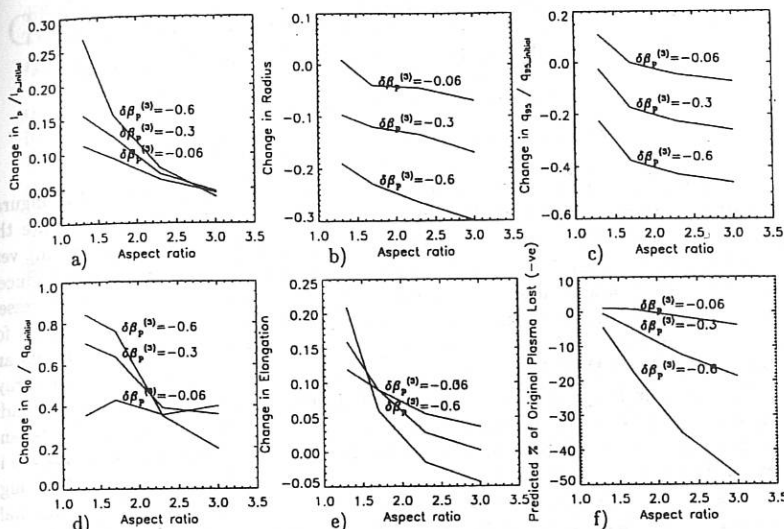 0.30
0.25
0.20
0.15
0.10
0.05
0.00
Change in Ip /Ip_initial
δβp(3)=−0.6
δβp(3)=−0.3
δβp(3)=−0.06
1.0 1.5 2.0 2.5 3.0 3.5
Aspect ratio
a)
0.1
0.0
−0.1
−0.2
−0.3
Change in Radius
δβp(3)=−0.06
δβp(3)=−0.3
δβp(3)=−0.6
1.0 1.5 2.0 2.5 3.0 3.5
Aspect ratio
b)
0.2
0.0
−0.2
−0.4
−0.6
Change in q95 / q95_initial
δβp(3)=−0.06
δβp(3)=−0.3
δβp(3)=−0.6
1.0 1.5 2.0 2.5 3.0 3.5
Aspect ratio
c)
1.0
0.8
0.6
0.4
0.2
0.0
Change in q0 / q0_initial
δβp(3)=−0.6
δβp(3)=−0.3
δβp(3)=−0.06
1.0 1.5 2.0 2.5 3.0 3.5
Aspect ratio
d)
0.25
0.20
0.15
0.10
0.05
0.00
−0.05
Change in Elongation
δβp(3)=−0.06
δβp(3)=−0.6
1.0 1.5 2.0 2.5 3.0 3.5
Aspect ratio
e)
10
0
−10
−20
−30
−40
−50
Predicted % of Original Plasma Lost (−ve)
δβp(3)=−0.06
δβp(3)=−0.3
δβp(3)=−0.6
1.0 1.5 2.0 2.5 3.0 3.5
Aspect ratio
f)